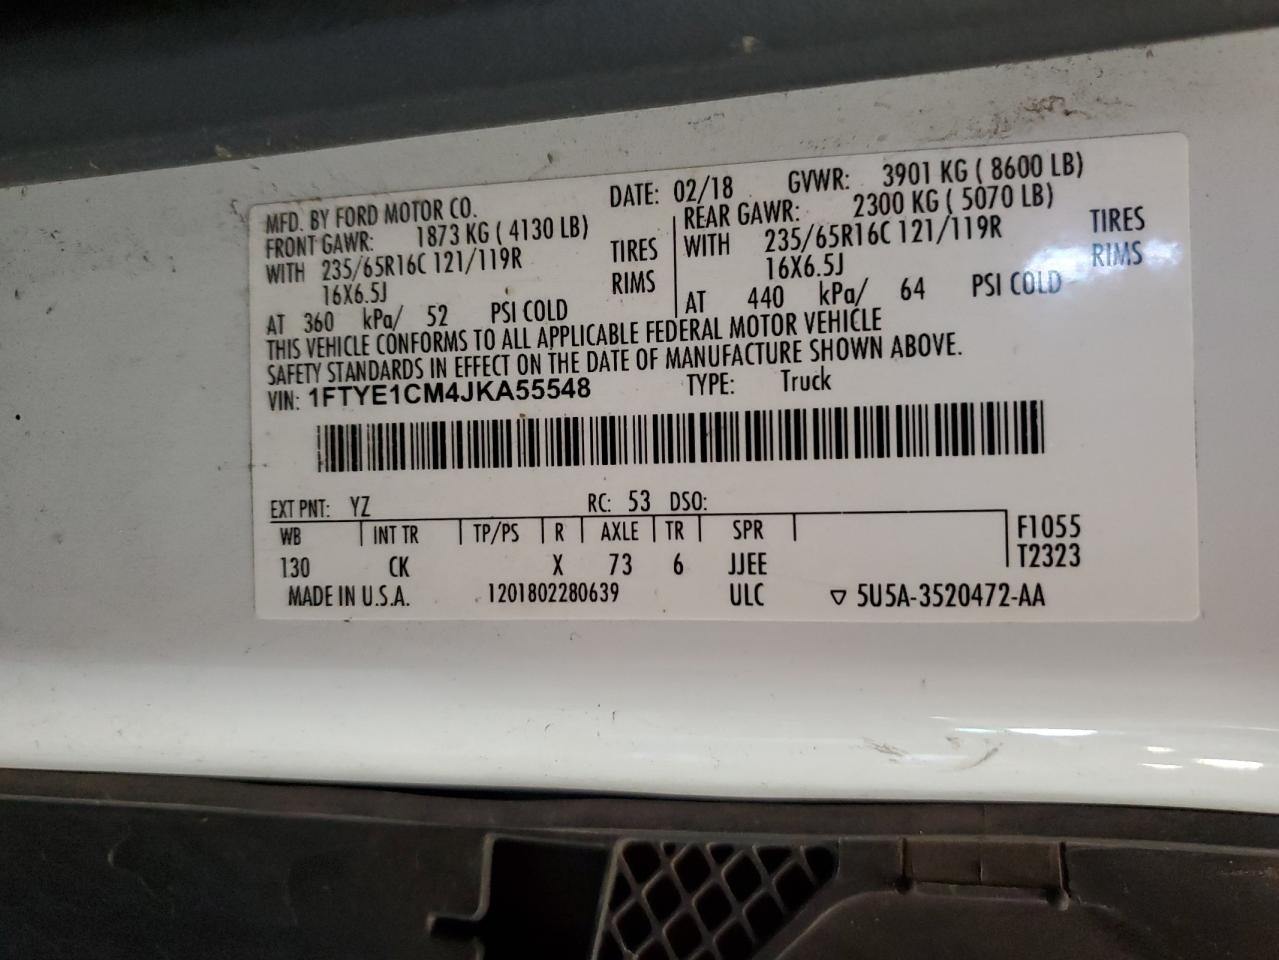 MFD. BY FORD MOTOR CO. DATE: 02/18 GVWR: 3901 KG ( 8600 LB)
FRONT GAWR: 1873 KG ( 4130 LB)
WITH 235/65R16C 121/119R TIRES
16X6.5J RIMS
AT 360 kPa/ 52 PSI COLD
REAR GAWR: 2300 KG ( 5070 LB)
WITH 235/65R16C 121/119R TIRES
16X6.5J RIMS
AT 440 kPa/ 64 PSI COLD
THIS VEHICLE CONFORMS TO ALL APPLICABLE FEDERAL MOTOR VEHICLE
SAFETY STANDARDS IN EFFECT ON THE DATE OF MANUFACTURE SHOWN ABOVE.
VIN: 1FTYE1CM4JKA55548 TYPE: Truck
EXT PNT: YZ RC: 53 DSO:
WB INT TR TP/PS R AXLE TR SPR F1055
130 CK X 73 6 JJEE T2323
MADE IN U.S.A. 1201802280639 ULC ▽ 5U5A-3520472-AA